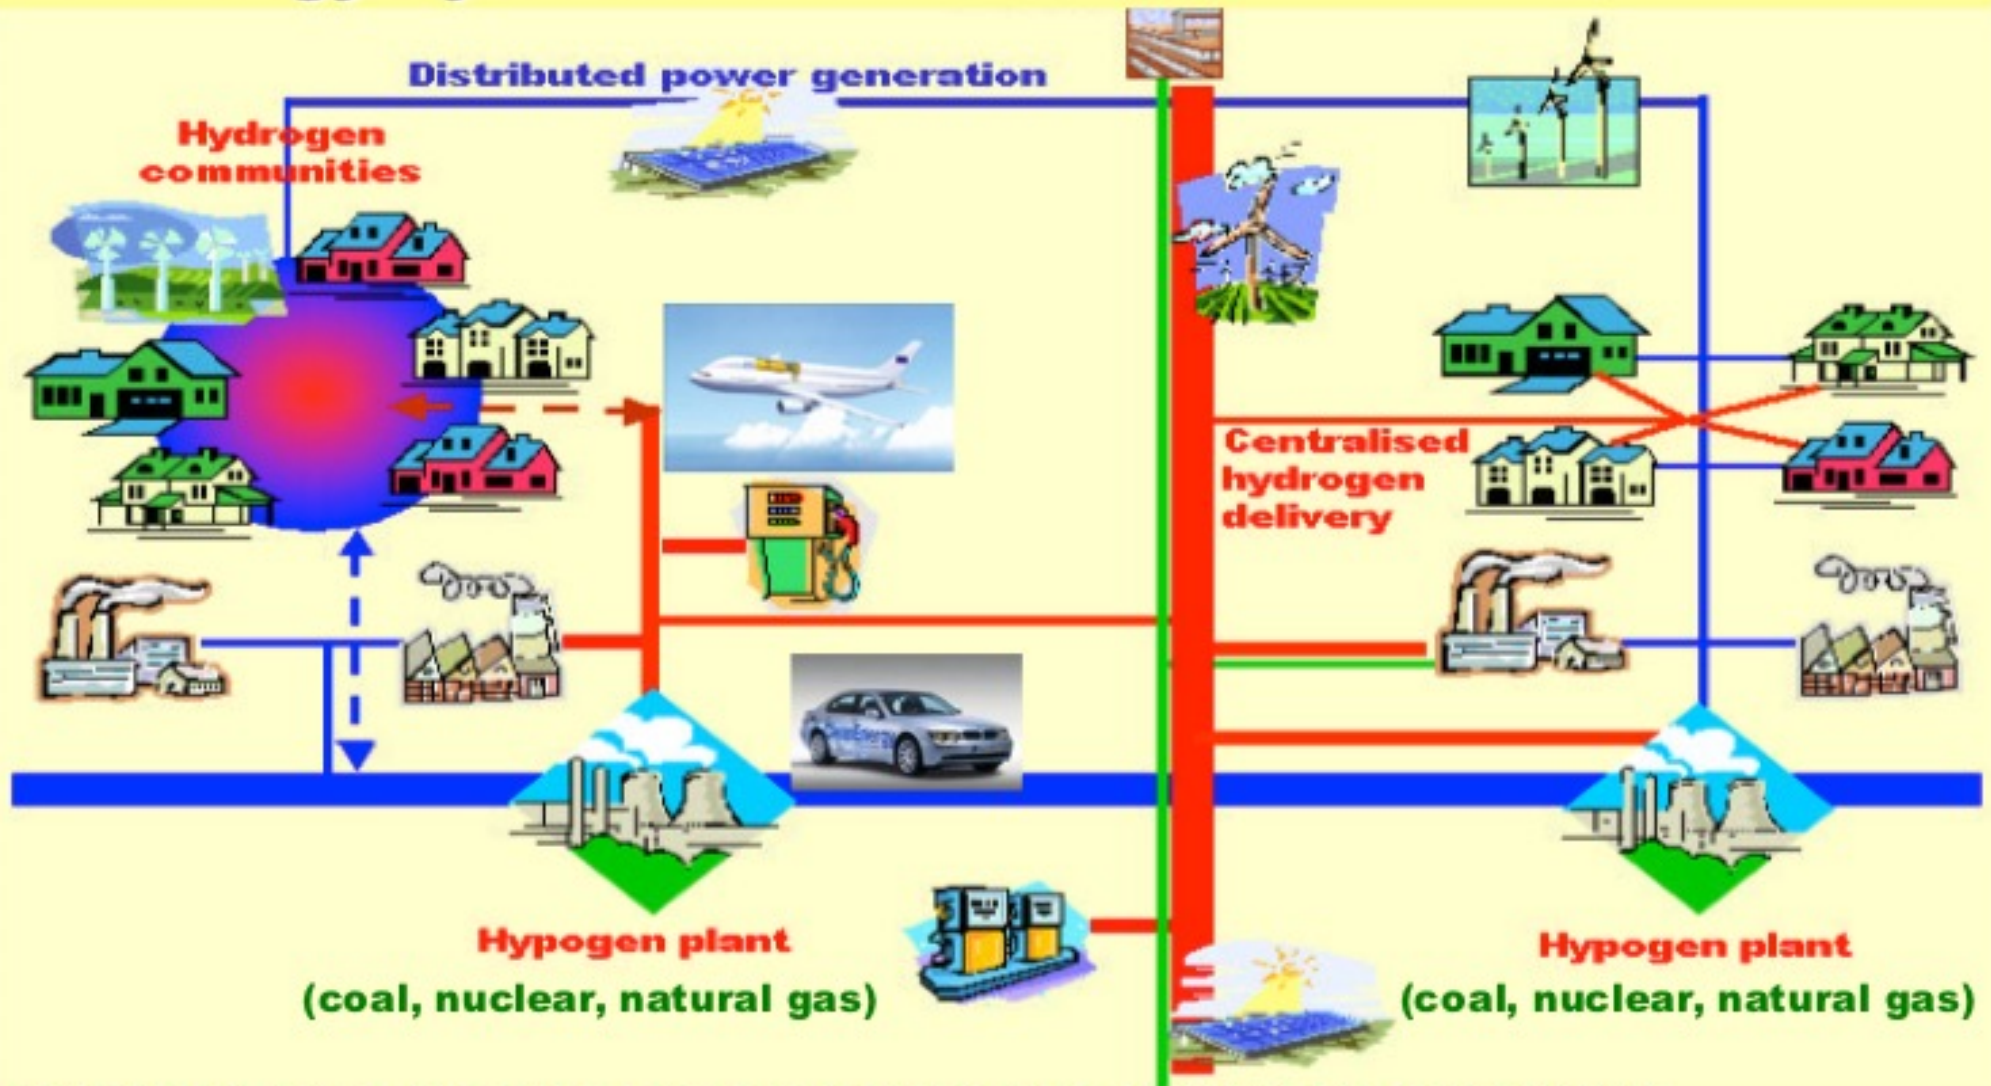 Distributed power generation
Hydrogen
communities
Centralised
hydrogen
delivery
CleanEnergy
Hypogen plant
(coal, nuclear, natural gas)
Hypogen plant
(coal, nuclear, natural gas)